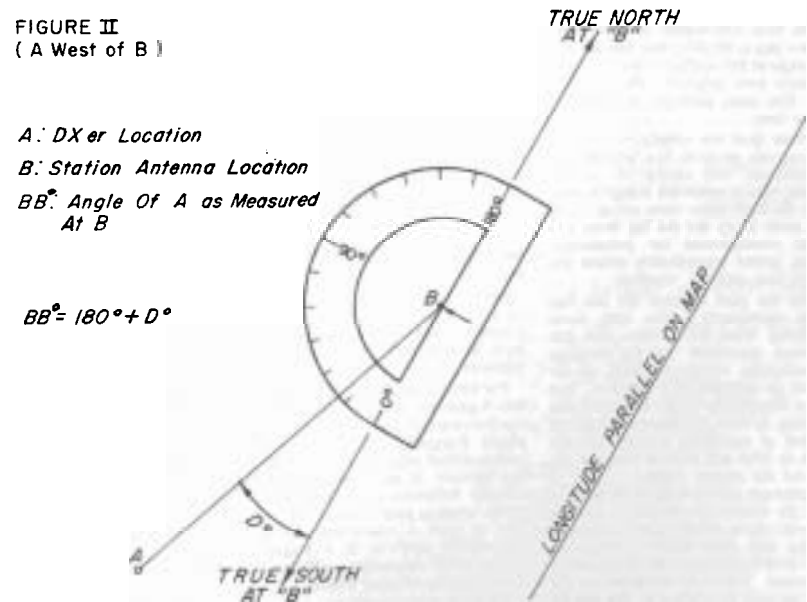 FIGURE II
( A West of B )
TRUE NORTH
AT "B"
A: DXer Location
B: Station Antenna Location
BB°: Angle Of A as Measured
At B
BB°= 180°+ D°
180°
90°
B
0°
D°
A
TRUE SOUTH
AT "B"
LONGITUDE PARALLEL ON MAP